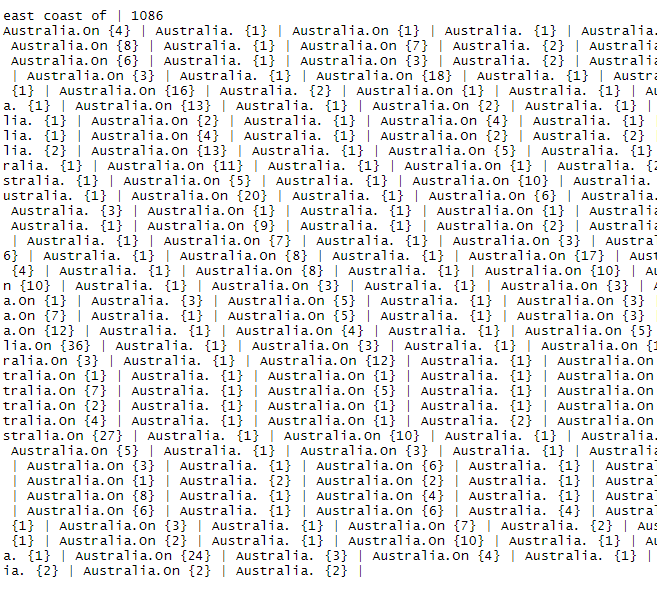 east coast of | 1086
Australia.On {4} | Australia. {1} | Australia.On {1} | Australia. {1} | Australia.
Australia.On {8} | Australia. {1} | Australia.On {7} | Australia. {2} | Australia
Australia.On {6} | Australia. {1} | Australia.On {3} | Australia. {2} | Australia
| Australia.On {3} | Australia. {1} | Australia.On {18} | Australia. {1} | Austra
{1} | Australia.On {16} | Australia. {2} | Australia.On {1} | Australia. {1} | Au
a. {1} | Australia.On {13} | Australia. {1} | Australia.On {2} | Australia. {1} |
lia. {1} | Australia.On {2} | Australia. {1} | Australia.On {4} | Australia. {1}
lia. {1} | Australia.On {4} | Australia. {1} | Australia.On {2} | Australia. {2}
lia. {2} | Australia.On {13} | Australia. {1} | Australia.On {5} | Australia. {1}
ralia. {1} | Australia.On {11} | Australia. {1} | Australia.On {1} | Australia. {2
stralia. {1} | Australia.On {5} | Australia. {1} | Australia.On {10} | Australia.
ustralia. {1} | Australia.On {20} | Australia. {1} | Australia.On {6} | Australia.
Australia. {3} | Australia.On {1} | Australia. {1} | Australia.On {1} | Australia
Australia. {1} | Australia.On {9} | Australia. {1} | Australia.On {2} | Australia
| Australia. {1} | Australia.On {7} | Australia. {1} | Australia.On {3} | Austral
6} | Australia. {1} | Australia.On {8} | Australia. {1} | Australia.On {17} | Aust
{4} | Australia. {1} | Australia.On {8} | Australia. {1} | Australia.On {10} | Au
n {10} | Australia. {1} | Australia.On {3} | Australia. {1} | Australia.On {3} | A
a.On {1} | Australia. {3} | Australia.On {5} | Australia. {1} | Australia.On {3}
a.On {7} | Australia. {1} | Australia.On {5} | Australia. {1} | Australia.On {3}
a.On {12} | Australia. {1} | Australia.On {4} | Australia. {1} | Australia.On {5}
lia.On {36} | Australia. {1} | Australia.On {3} | Australia. {1} | Australia.On {1
ralia.On {3} | Australia. {1} | Australia.On {12} | Australia. {1} | Australia.On
tralia.On {1} | Australia. {1} | Australia.On {1} | Australia. {1} | Australia.On
tralia.On {7} | Australia. {1} | Australia.On {5} | Australia. {1} | Australia.On
tralia.On {2} | Australia. {1} | Australia.On {1} | Australia. {1} | Australia.On
tralia.On {4} | Australia. {1} | Australia.On {1} | Australia. {2} | Australia.On
stralia.On {27} | Australia. {1} | Australia.On {10} | Australia. {1} | Australia.
Australia.On {5} | Australia. {1} | Australia.On {3} | Australia. {1} | Australia
| Australia.On {3} | Australia. {1} | Australia.On {6} | Australia. {1} | Austral
| Australia.On {1} | Australia. {2} | Australia.On {2} | Australia. {1} | Austral
| Australia.On {8} | Australia. {1} | Australia.On {4} | Australia. {1} | Austral
| Australia.On {6} | Australia. {1} | Australia.On {6} | Australia. {4} | Austral
{1} | Australia.On {3} | Australia. {1} | Australia.On {7} | Australia. {2} | Aus
{1} | Australia.On {2} | Australia. {1} | Australia.On {10} | Australia. {1} | Au
a. {1} | Australia.On {24} | Australia. {3} | Australia.On {4} | Australia. {1} |
ia. {2} | Australia.On {2} | Australia. {2} |